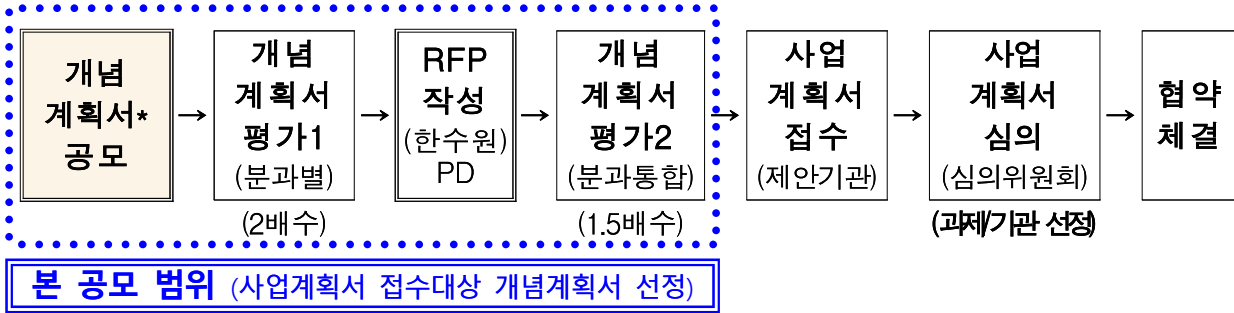 개념
계획서*
공모
→
개념
계획서
평가1
(분과별)
(2배수)
→
RFP
작성
(한수원)
PD
→
개념
계획서
평가2
(분과통합)
(1.5배수)
→
사업
계획서
접수
(제안기관)
→
사업
계획서
심의
(심의위원회)
(과제/기관 선정)
→
협약
체결
본 공모 범위 (사업계획서 접수대상 개념계획서 선정)